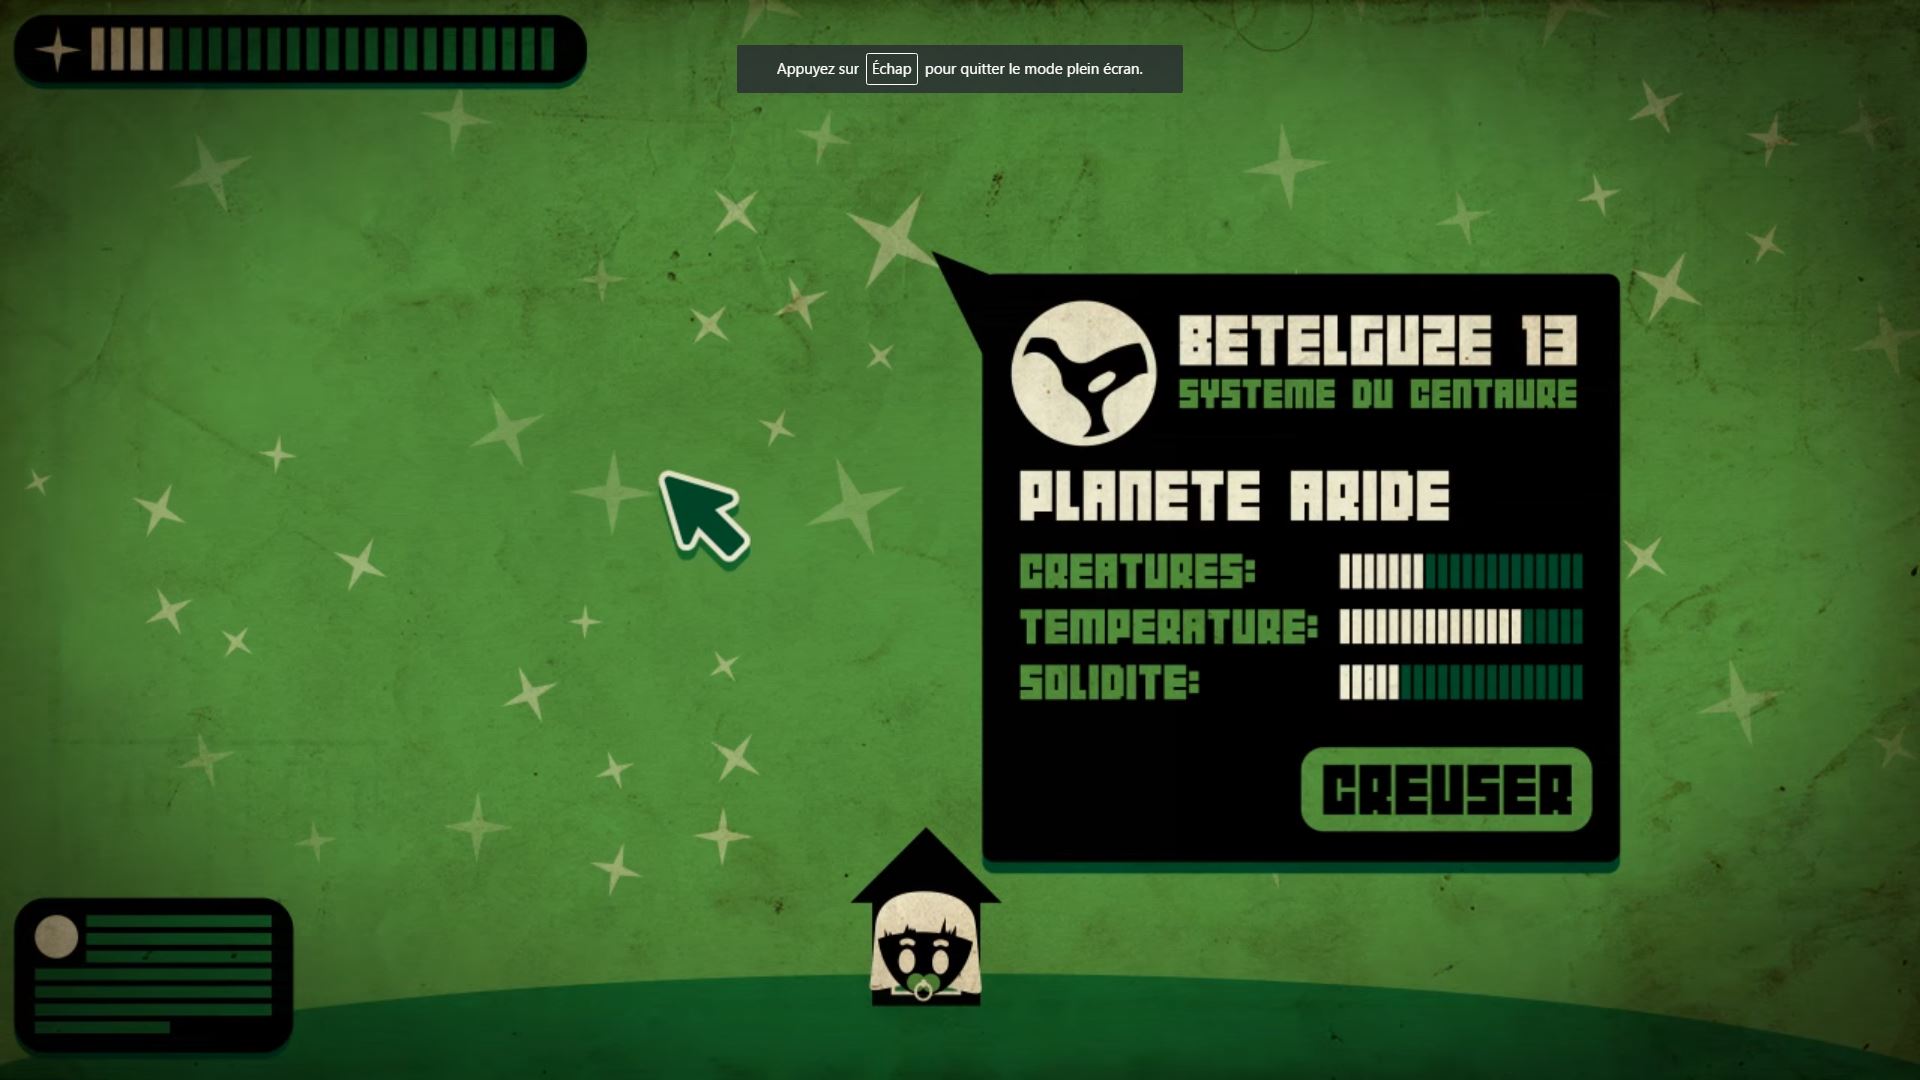 Appuyez sur Échap pour quitter le mode plein écran.
BETELGUZE 13
SYSTEME DU CENTAURE
PLANETE ARIDE
CREATURES:
TEMPERATURE:
SOLIDITE:
CREUSER